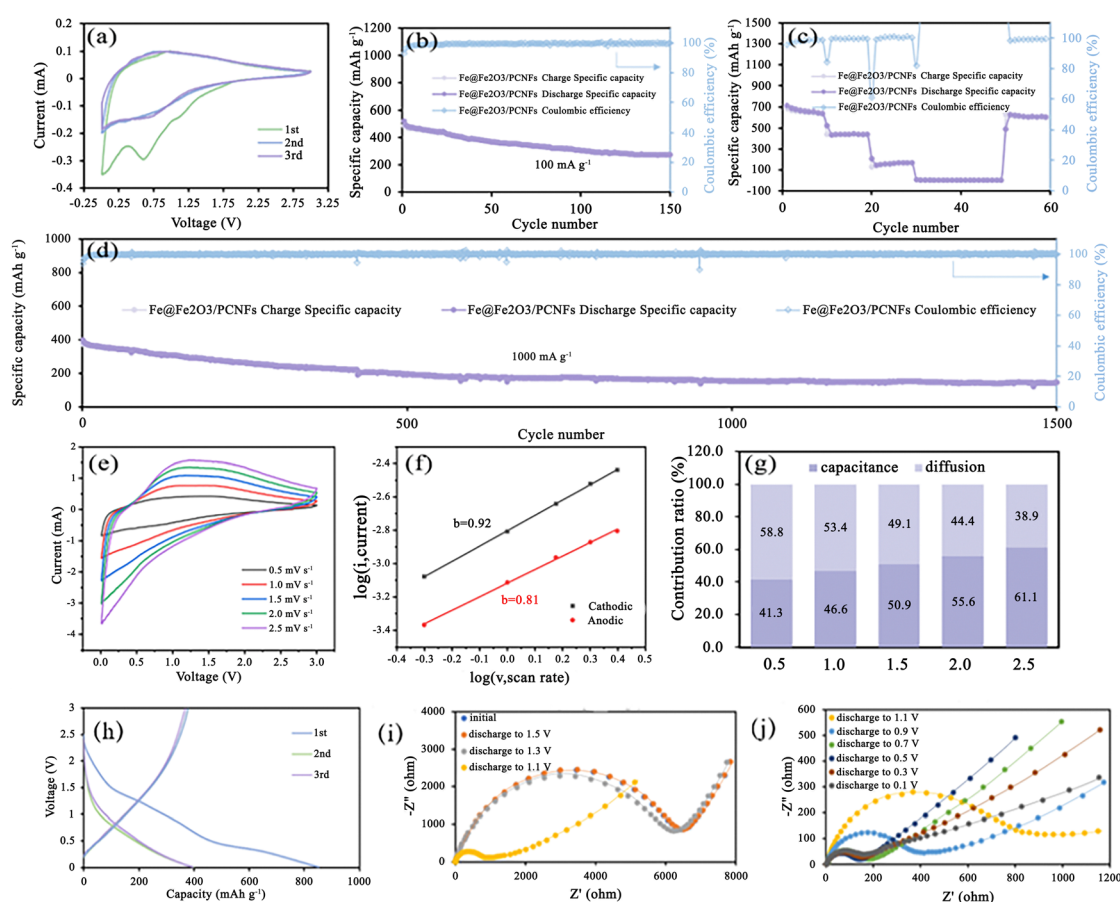 (a)
Current (mA)
0.2
0.1
0
-0.1
-0.2
-0.3
-0.4
1st
2nd
3rd
-0.25 0.25 0.75 1.25 1.75 2.25 2.75 3.25
Voltage (V)
(b)
Specific capacity (mAh g-1)
1200
1000
800
600
400
200
0
Fe@Fe2O3/PCNFs Charge Specific capacity
Fe@Fe2O3/PCNFs Discharge Specific capacity
Fe@Fe2O3/PCNFs Coulombic efficiency
100 mA g-1
0 50 100 150
Cycle number
100
80
60
40
20
0
Coulombic efficiency (%)
(c)
Specific capacity (mAh g-1)
1500
1300
1100
900
700
500
300
100
-100
Fe@Fe2O3/PCNFs Charge Specific capacity
Fe@Fe2O3/PCNFs Discharge Specific capacity
Fe@Fe2O3/PCNFs Coulombic efficiency
0 20 40 60
Cycle number
100
80
60
40
20
0
Coulombic efficiency (%)
(d)
Specific capacity (mAh g-1)
1000
800
600
400
200
0
Fe@Fe2O3/PCNFs Charge Specific capacity Fe@Fe2O3/PCNFs Discharge Specific capacity Fe@Fe2O3/PCNFs Coulombic efficiency
1000 mA g-1
0 500 1000 1500
Cycle number
100
80
60
40
20
0
Coulombic efficiency (%)
(e)
Current (mA)
2
1
0
-1
-2
-3
-4
0.5 mV s-1
1.0 mV s-1
1.5 mV s-1
2.0 mV s-1
2.5 mV s-1
0.0 0.5 1.0 1.5 2.0 2.5 3.0
Voltage (V)
(f)
log(i,current)
-2.4
-2.6
-2.8
-3.0
-3.2
-3.4
b=0.92
b=0.81
Cathodic
Anodic
-0.4 -0.3 -0.2 -0.1 0.0 0.1 0.2 0.3 0.4 0.5
log(v,scan rate)
(g)
Contribution ratio (%)
capacitance diffusion
120.0
100.0
80.0
60.0
40.0
20.0
0.0
58.8 53.4 49.1 44.4 38.9
41.3 46.6 50.9 55.6 61.1
0.5 1.0 1.5 2.0 2.5
(h)
Voltage (V)
3
2.5
2
1.5
1
0.5
0
1st
2nd
3rd
0 200 400 600 800 1000
Capacity (mAh g-1)
(i)
-Z" (ohm)
4000
3000
2000
1000
0
initial
discharge to 1.5 V
discharge to 1.3 V
discharge to 1.1 V
0 2000 4000 6000 8000
Z' (ohm)
(j)
-Z" (ohm)
600
500
400
300
200
100
0
discharge to 1.1 V
discharge to 0.9 V
discharge to 0.7 V
discharge to 0.5 V
discharge to 0.3 V
discharge to 0.1 V
0 200 400 600 800 1000 1200
Z' (ohm)